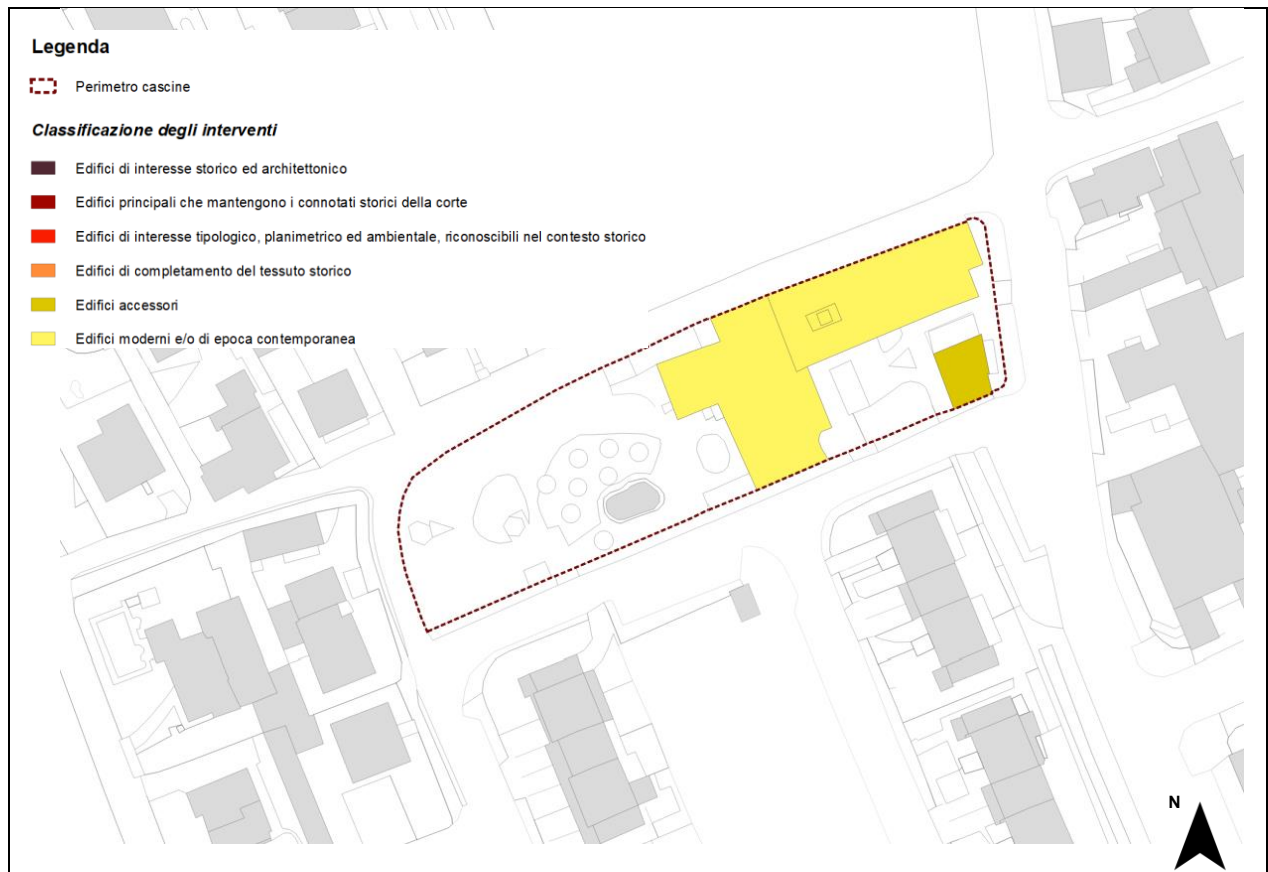 Legenda
Perimetro cascine
Classificazione degli interventi
Edifici di interesse storico ed architettonico
Edifici principali che mantengono i connotati storici della corte
Edifici di interesse tipologico, planimetrico ed ambientale, riconoscibili nel contesto storico
Edifici di completamento del tessuto storico
Edifici accessori
Edifici moderni e/o di epoca contemporanea
N